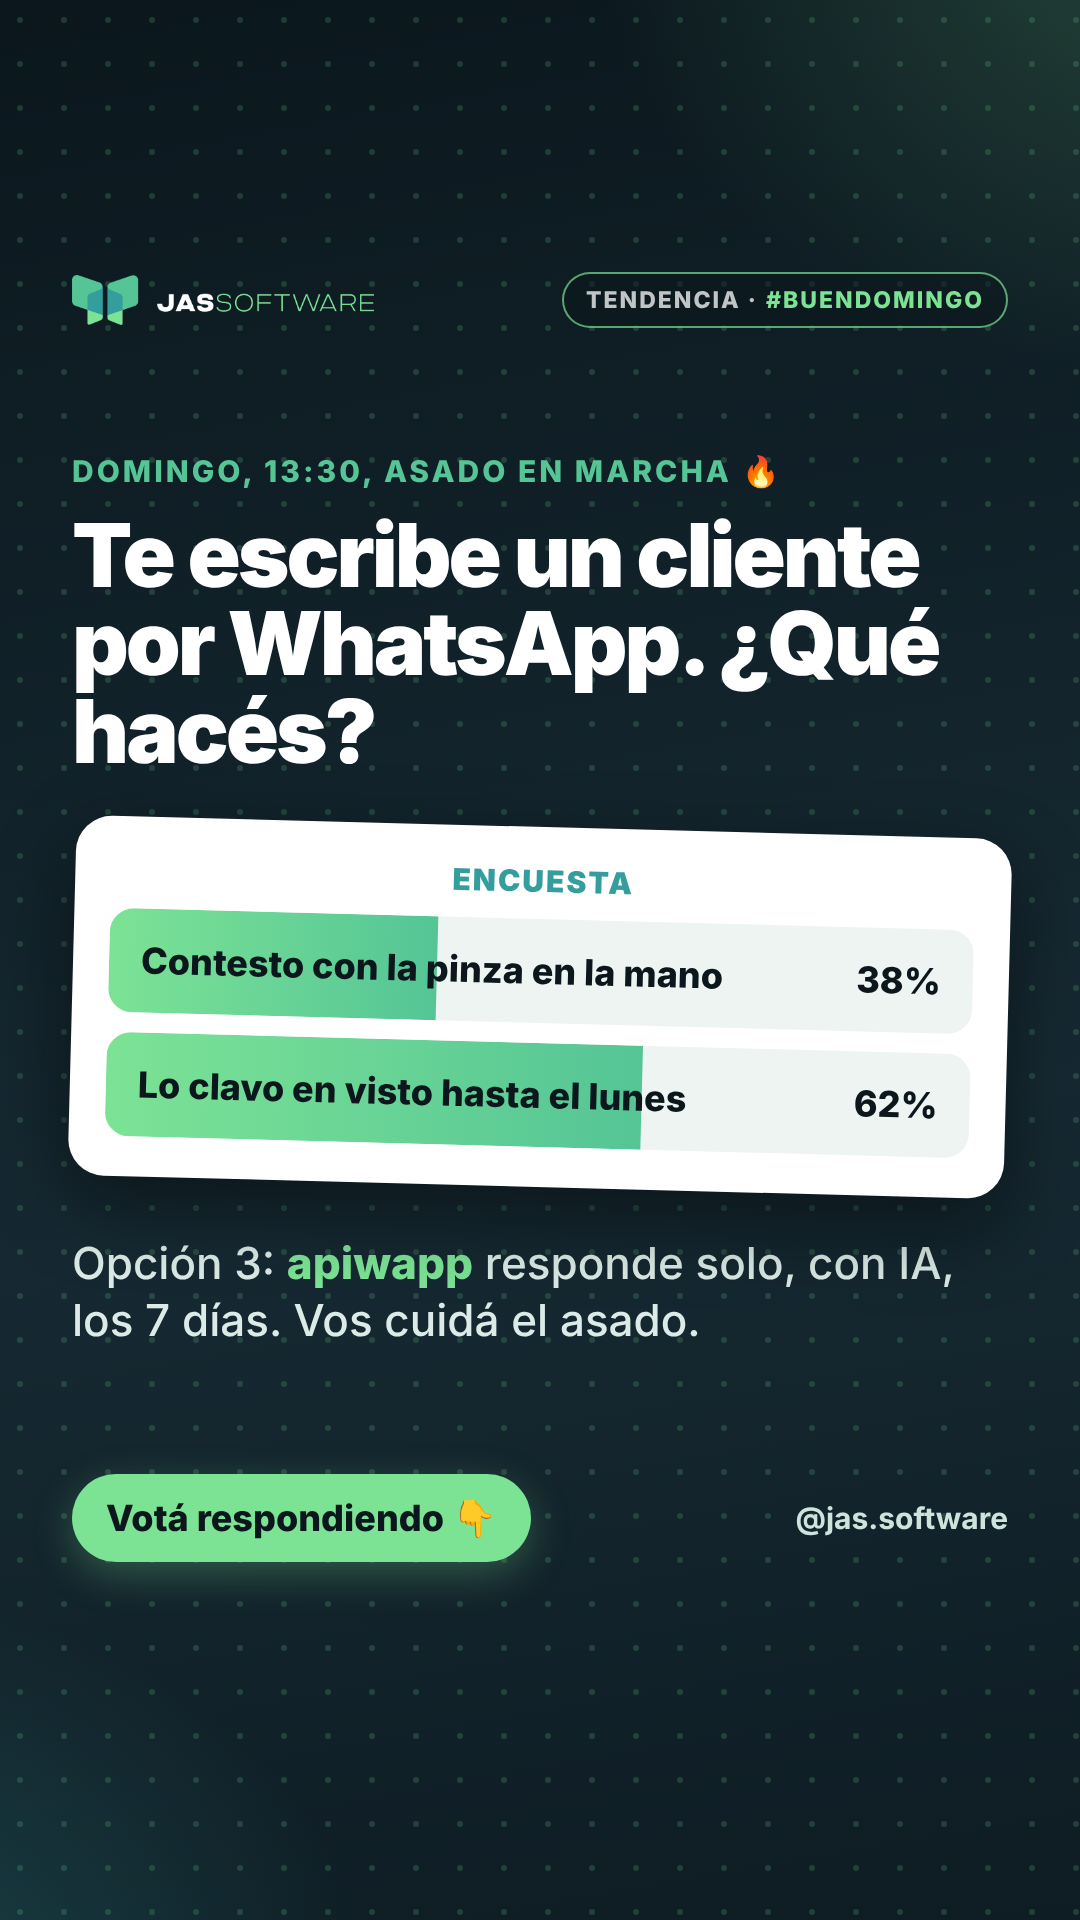 JASSOFTWARE
TENDENCIA · #BUENDOMINGO
DOMINGO, 13:30, ASADO EN MARCHA 🔥
Te escribe un cliente
por WhatsApp. ¿Qué
hacés?
ENCUESTA
Contesto con la pinza en la mano 38%
Lo clavo en visto hasta el lunes 62%
Opción 3: apiwapp responde solo, con IA,
los 7 días. Vos cuidá el asado.
Votá respondiendo 👇
@jas.software